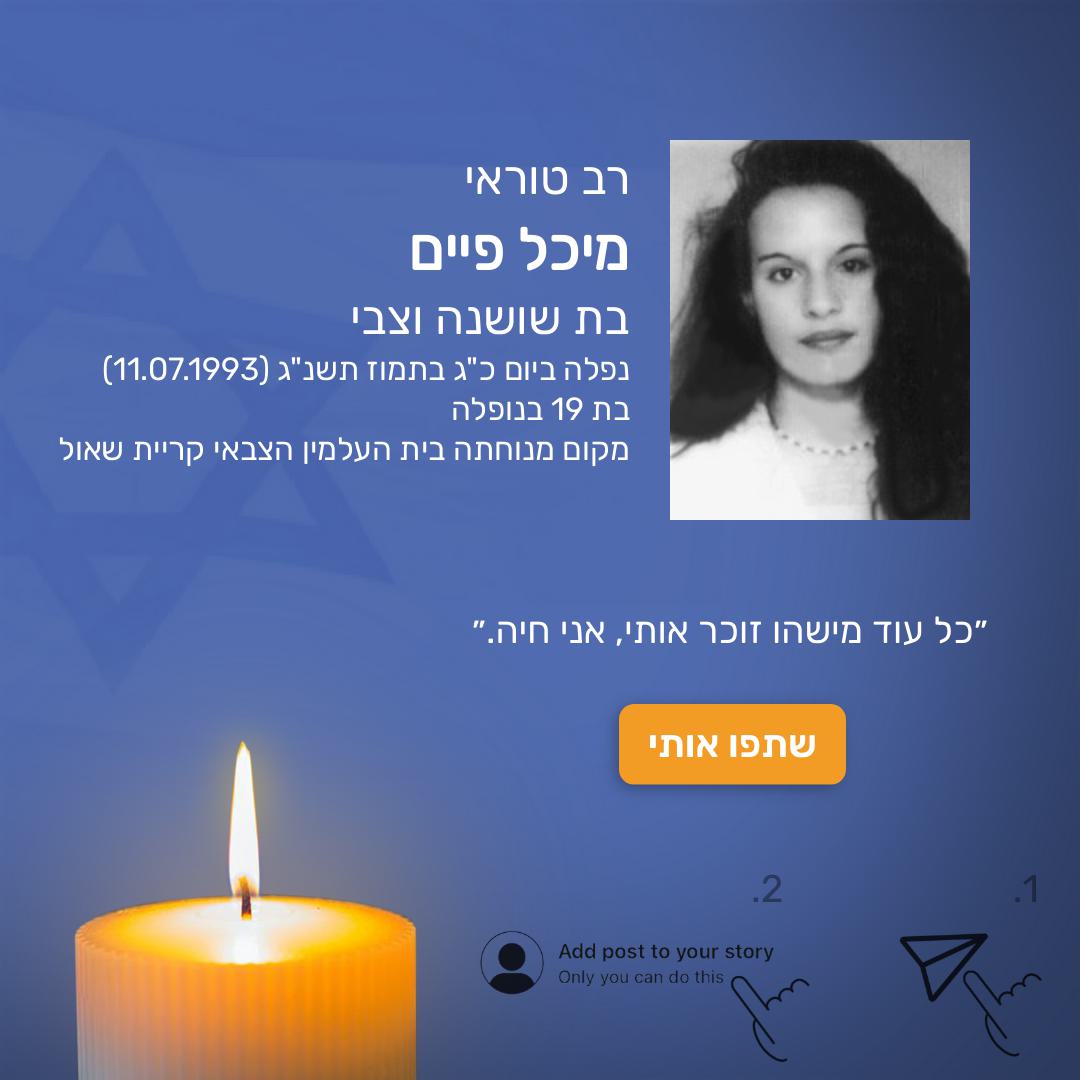 רב טוראי
מיכל פיים
בת שושנה וצבי
נפלה ביום כ"ג בתמוז תשנ"ג (11.07.1993)
בת 19 בנופלה
מקום מנוחתה בית העלמין הצבאי קריית שאול
״כל עוד מישהו זוכר אותי, אני חיה.״
שתפו אותי
.1
.2
Add post to your story
Only you can do this